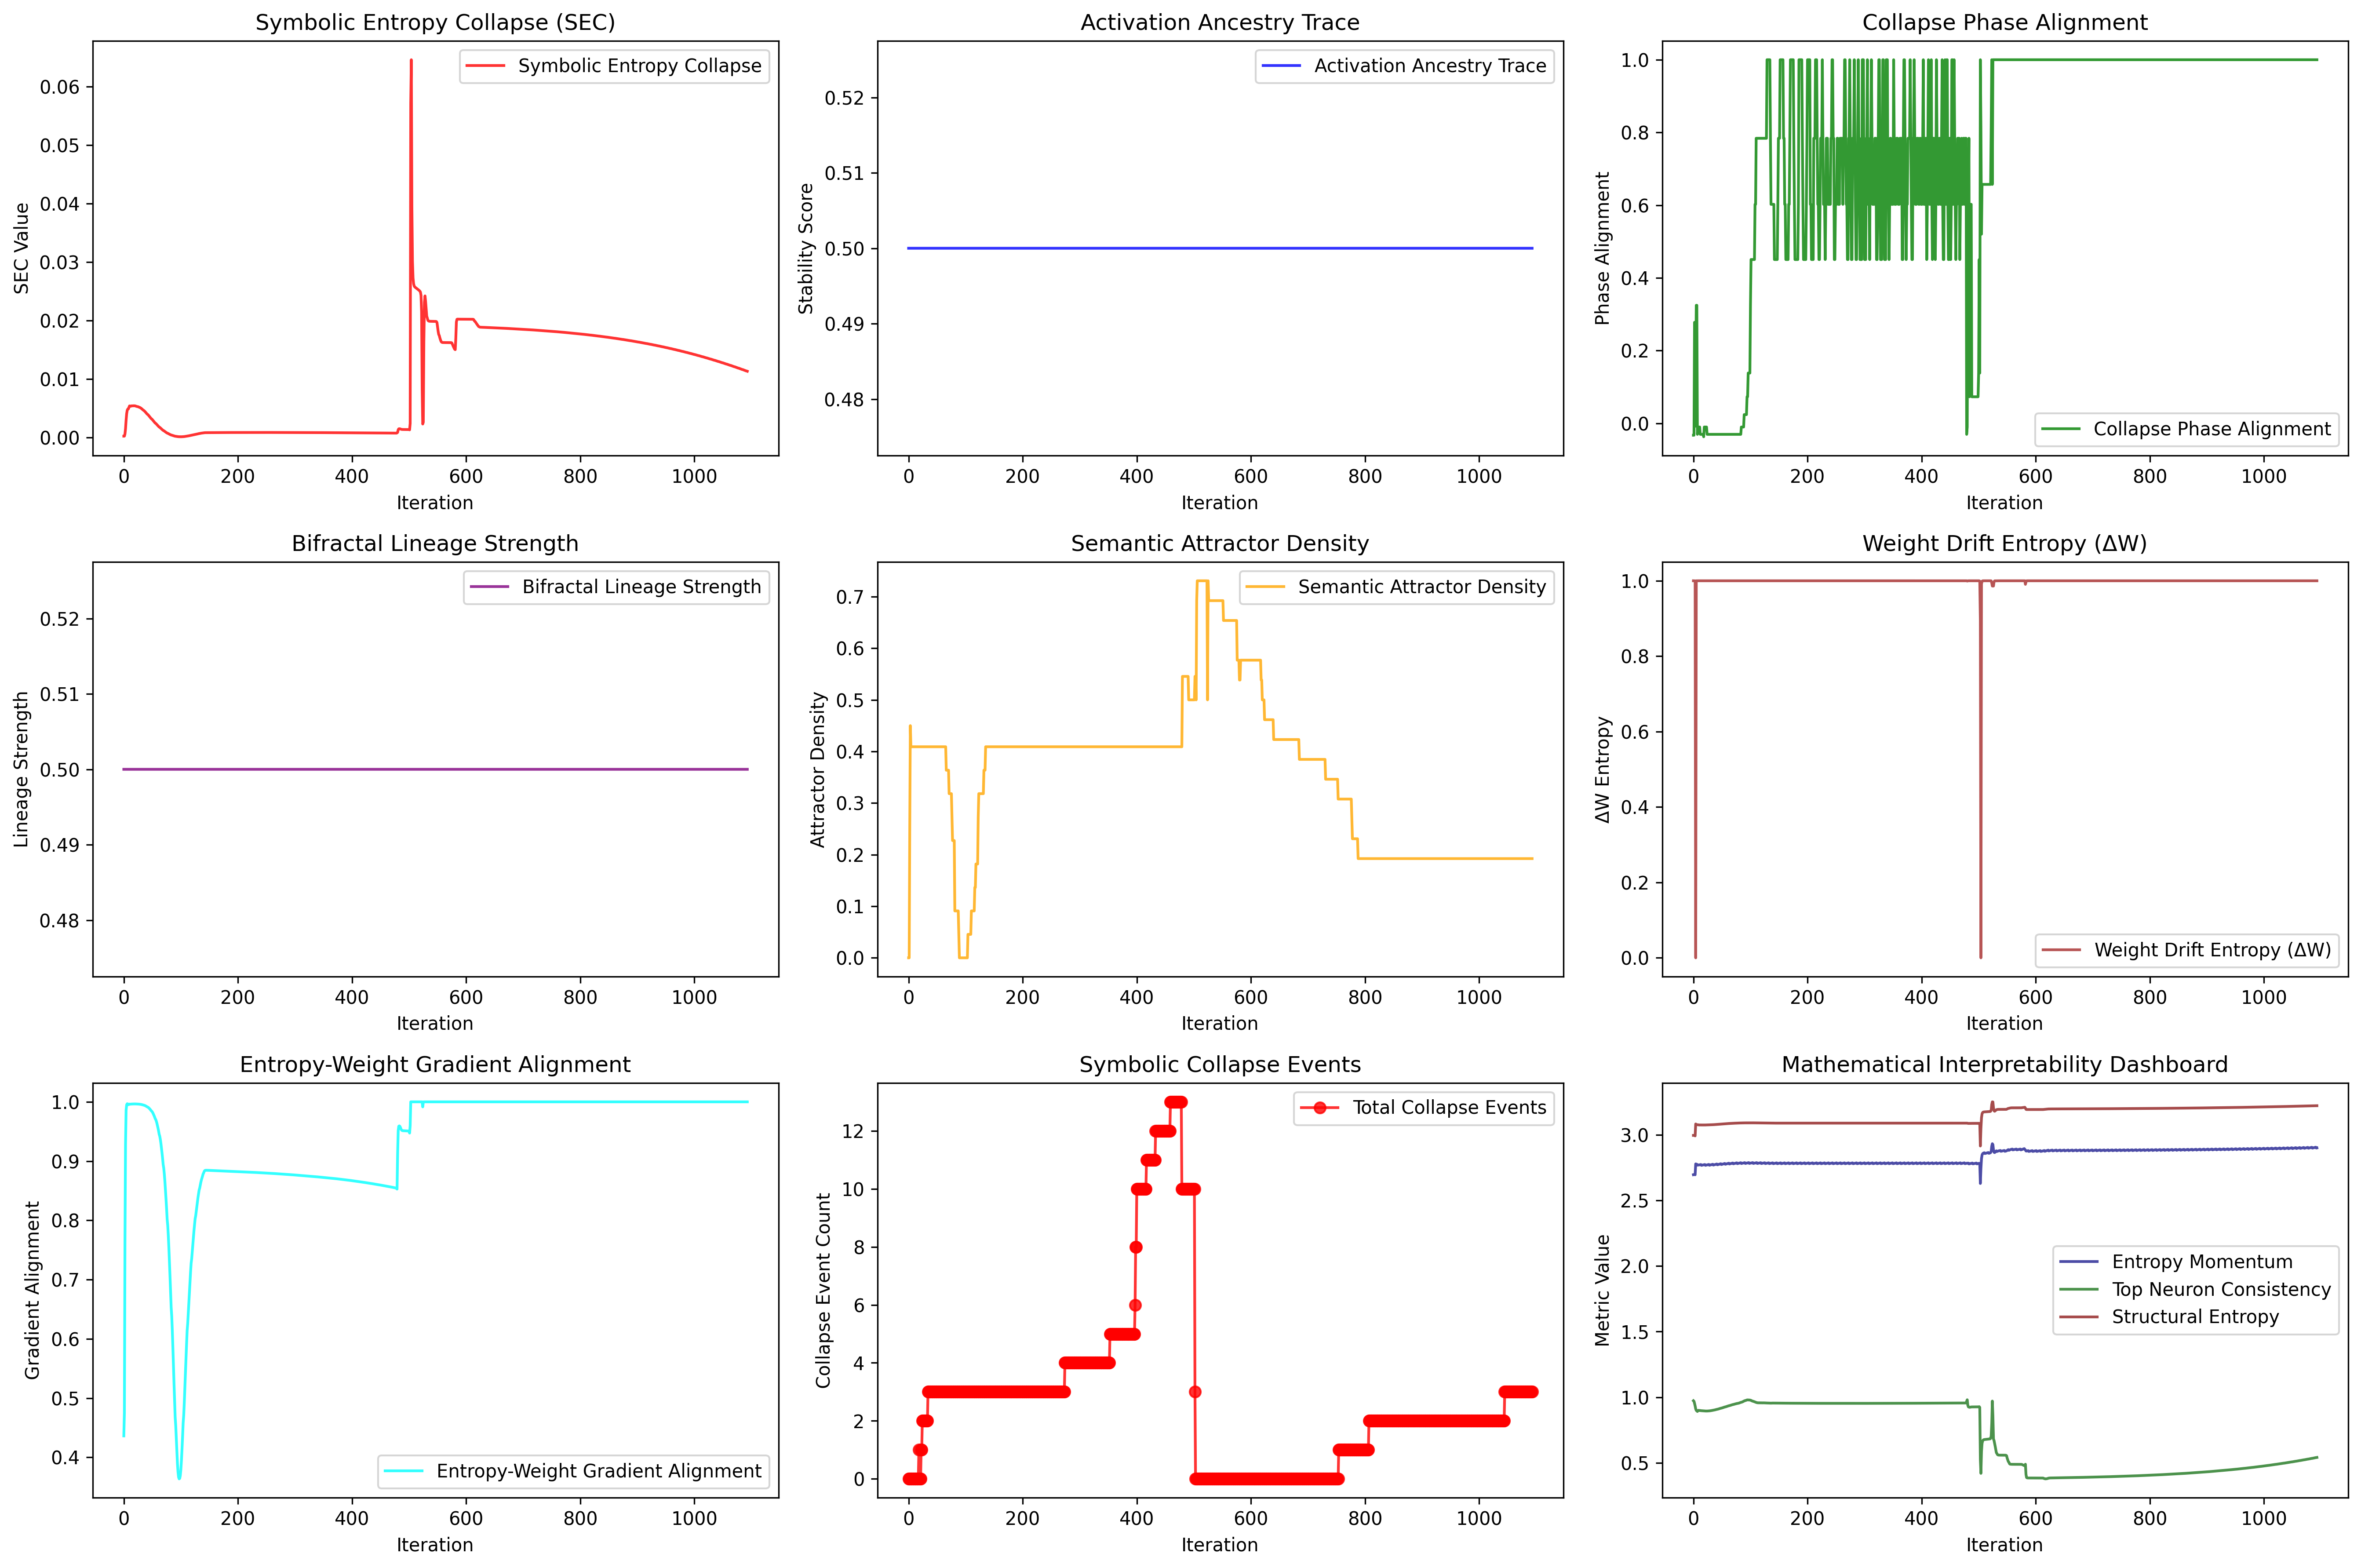 Symbolic Entropy Collapse (SEC)
Symbolic Entropy Collapse
SEC Value
0.06
0.05
0.04
0.03
0.02
0.01
0.00
0 200 400 600 800 1000
Iteration
Activation Ancestry Trace
Activation Ancestry Trace
Stability Score
0.52
0.51
0.50
0.49
0.48
0 200 400 600 800 1000
Iteration
Collapse Phase Alignment
Phase Alignment
1.0
0.8
0.6
0.4
0.2
0.0
Collapse Phase Alignment
0 200 400 600 800 1000
Iteration
Bifractal Lineage Strength
Bifractal Lineage Strength
Lineage Strength
0.52
0.51
0.50
0.49
0.48
0 200 400 600 800 1000
Iteration
Semantic Attractor Density
Semantic Attractor Density
Attractor Density
0.7
0.6
0.5
0.4
0.3
0.2
0.1
0.0
0 200 400 600 800 1000
Iteration
Weight Drift Entropy (ΔW)
ΔW Entropy
1.0
0.8
0.6
0.4
0.2
0.0
Weight Drift Entropy (ΔW)
0 200 400 600 800 1000
Iteration
Entropy-Weight Gradient Alignment
Gradient Alignment
1.0
0.9
0.8
0.7
0.6
0.5
0.4
Entropy-Weight Gradient Alignment
0 200 400 600 800 1000
Iteration
Symbolic Collapse Events
Total Collapse Events
Collapse Event Count
12
10
8
6
4
2
0
0 200 400 600 800 1000
Iteration
Mathematical Interpretability Dashboard
Metric Value
3.0
2.5
2.0
1.5
1.0
0.5
Entropy Momentum
Top Neuron Consistency
Structural Entropy
0 200 400 600 800 1000
Iteration